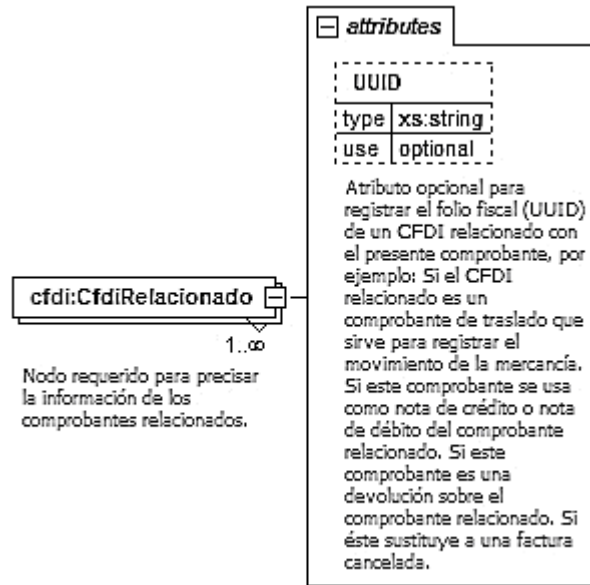 attributes
UUID
type xs:string
use optional
Atributo opcional para
registrar el folio fiscal (UUID)
de un CFDI relacionado con
el presente comprobante, por
ejemplo: Si el CFDI
relacionado es un
comprobante de traslado que
sirve para registrar el
movimiento de la mercancía.
Si este comprobante se usa
como nota de crédito o nota
de débito del comprobante
relacionado. Si este
comprobante es una
devolución sobre el
comprobante relacionado. Si
éste sustituye a una factura
cancelada.
cfdi:CfdiRelacionado
1..∞
Nodo requerido para precisar
la información de los
comprobantes relacionados.